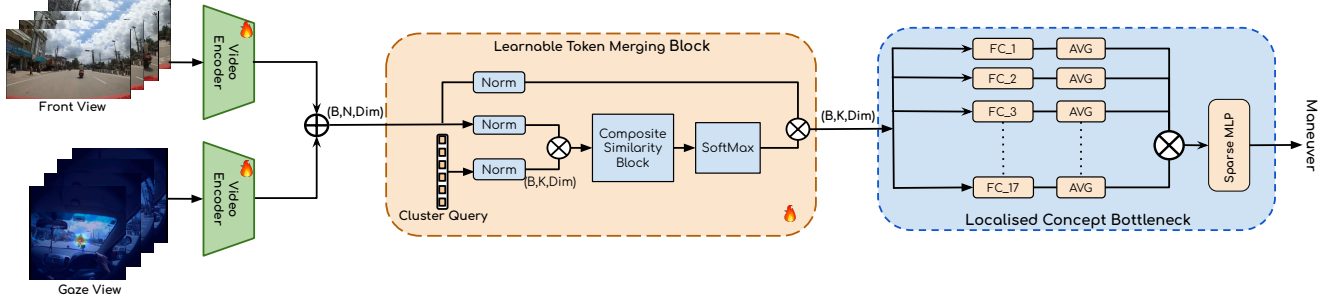 Front View
Video
Encoder
Gaze View
Video
Encoder
(B,N,Dim)
Learnable Token Merging Block
Norm
Norm
Norm
(B,K,Dim)
Cluster Query
Composite
Similarity
Block
SoftMax
(B,K,Dim)
FC_1
AVG
FC_2
AVG
FC_3
AVG
FC_17
AVG
Localised Concept Bottleneck
Sparse MLP
Maneuver